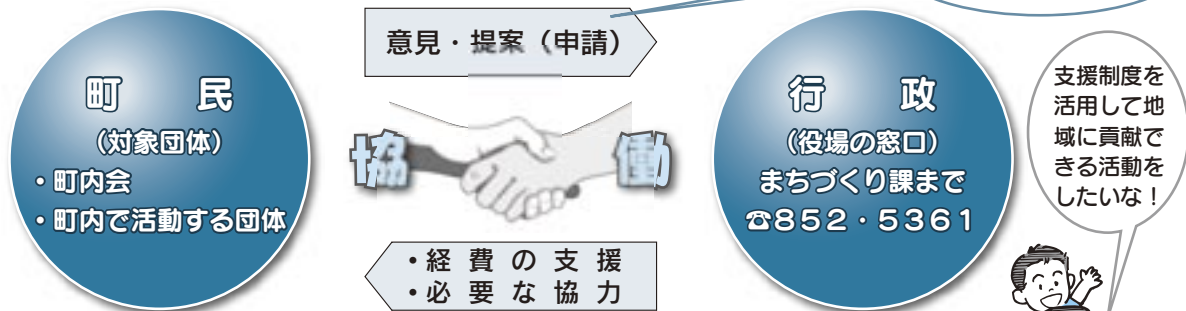 意見・提案（申請）
町　民
（対象団体）
・町内会
・町内で活動する団体
協　働
行　政
（役場の窓口）
まちづくり課まで
☎852・5361
・経費の支援
・必要な協力
支援制度を
活用して地
域に貢献で
きる活動を
したいな！